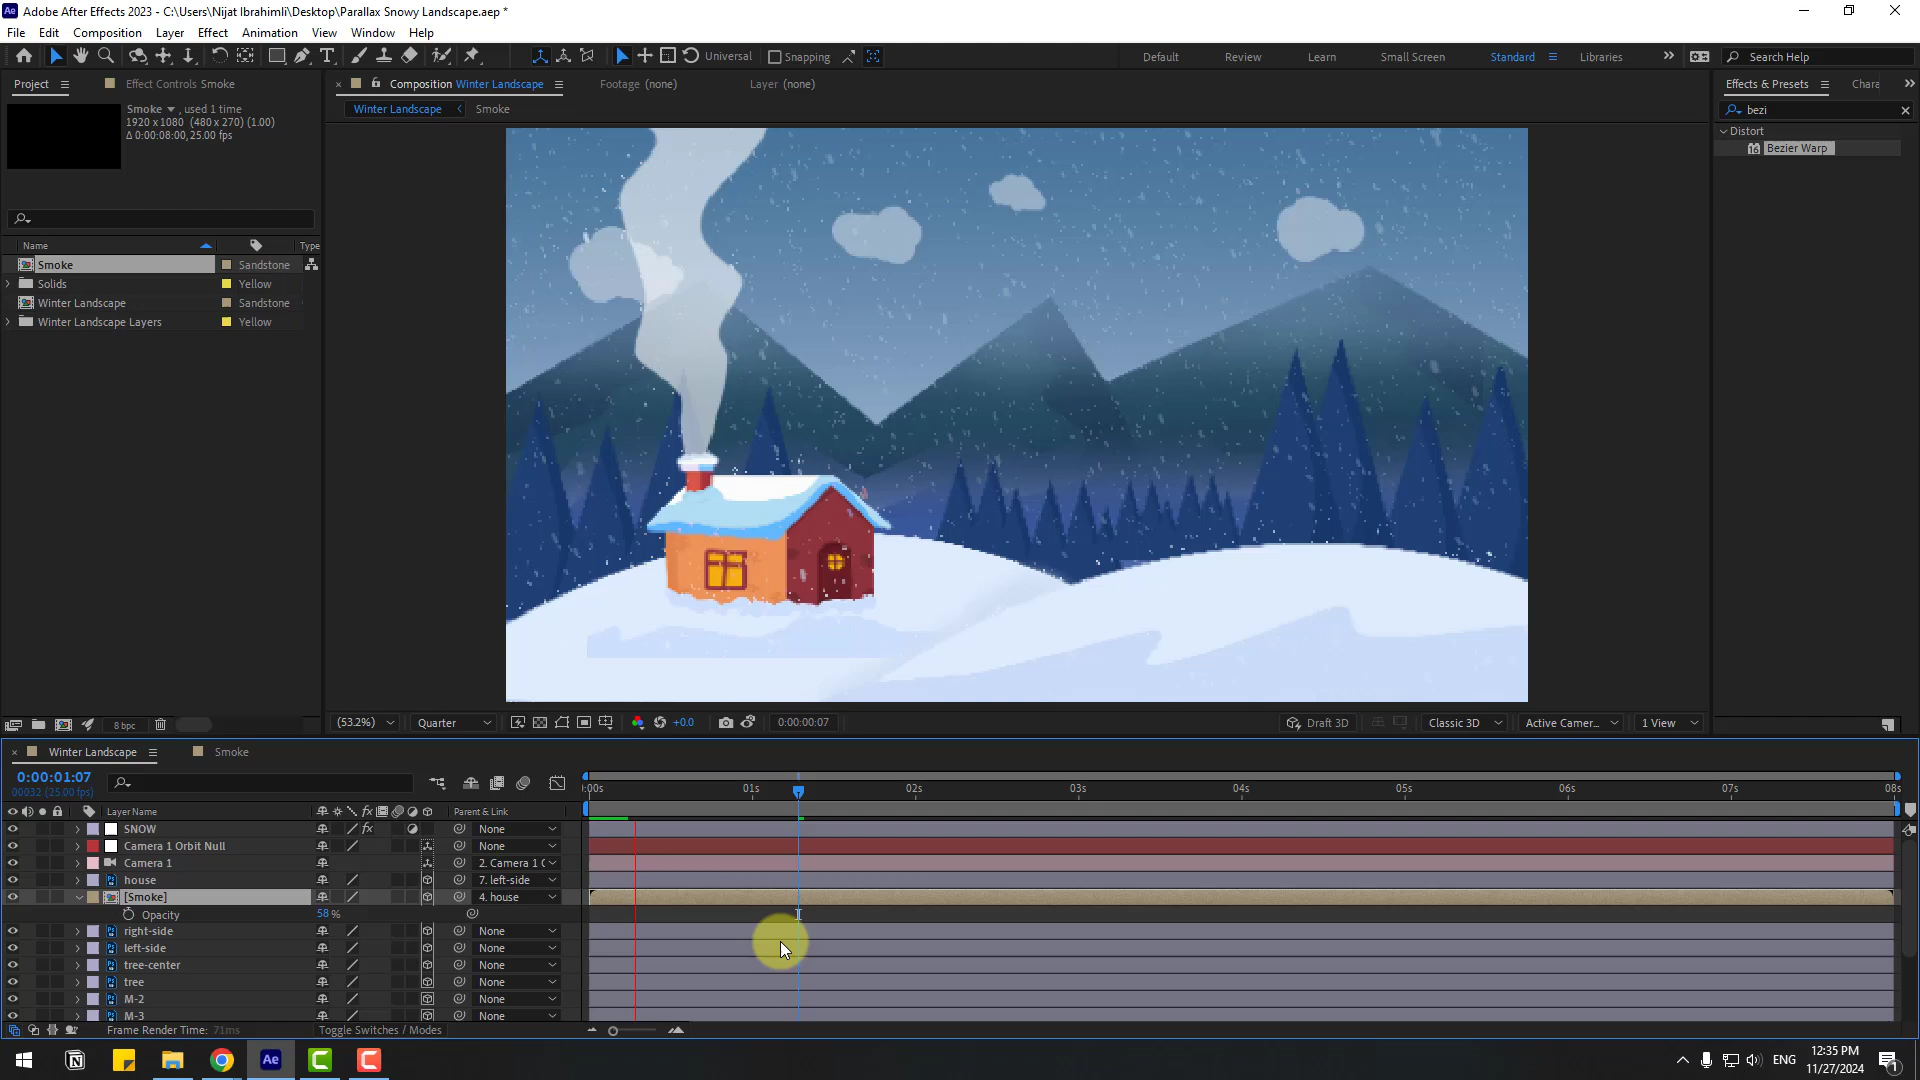 Adobe After Effects 2023 - C:\Users\Nijat Ibrahimli\Desktop\Parallax Snowy Landscape.aep *
File Edit Composition Layer Effect Animation View Window Help
Universal Snapping Default Review Learn Small Screen Standard Libraries Search Help
Project Effect Controls Smoke Composition Winter Landscape Footage (none) Layer (none) Effects & Presets Chara
Winter Landscape Smoke bezi
Smoke , used 1 time
1920 x 1080 (480 x 270) (1.00)
Δ 0:00:08:00, 25.00 fps
Distort
Bezier Warp
Name Type
Smoke Sandstone
Solids Yellow
Winter Landscape Sandstone
Winter Landscape Layers Yellow
8 bpc (53.2%) Quarter +0.0 0:00:00:07 Draft 3D Classic 3D Active Camer... 1 View
Winter Landscape Smoke
0:00:01:07
00032 (25.00 fps)
:00s 01s 02s 03s 04s 05s 06s 07s 08s
Layer Name fx Parent & Link
SNOW fx None
Camera 1 Orbit Null None
Camera 1 2. Camera 1 O
house 7. left-side
[Smoke] 4. house
Opacity 58 %
right-side None
left-side None
tree-center None
tree None
M-2 None
M-3 None
Frame Render Time: 71ms Toggle Switches / Modes
ENG 12:35 PM
11/27/2024 1